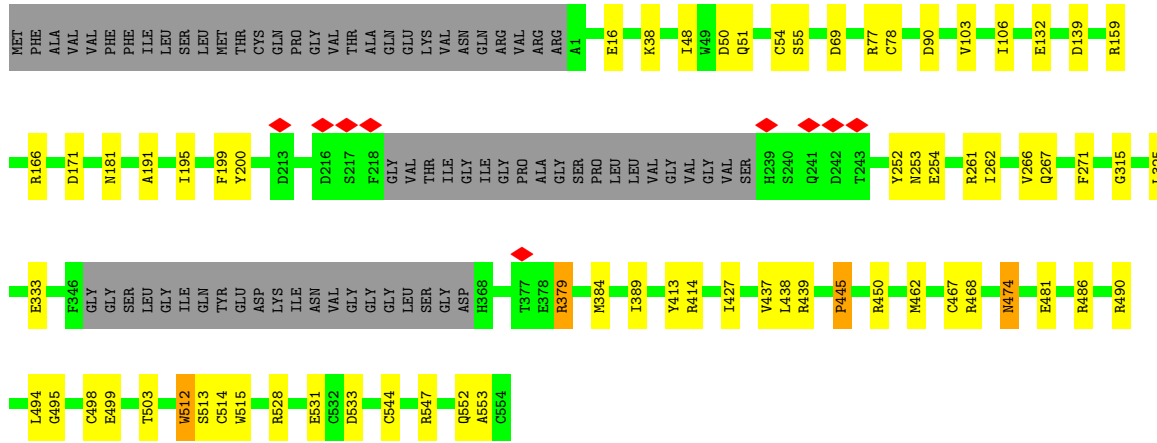 MET PHE ALA VAL VAL PHE PHE ILE LEU SER LEU MET THR CYS GLN PRO GLY VAL THR ALA GLN GLU LYS VAL ASN GLN ARG VAL ARG ARG A1 E16 K38 I48 W49 D50 Q51 C54 S55 D69 R77 C78 D90 V103 I106 E132 D139 R159
R166 D171 N181 A191 I195 F199 Y200 D213 D216 S217 F218 GLY VAL THR ILE GLY ILE GLY PRO ALA GLY SER PRO LEU LEU VAL GLY VAL GLY VAL SER H239 S240 Q241 D242 T243 Y252 N253 E254 R261 I262 V266 Q267 F271 G315
E333 F346 GLY GLY SER LEU GLY ILE GLN TYR GLU ASP LYS ILE ASN VAL GLY GLY GLY LEU SER GLY ASP H368 T377 E378 R379 M384 I389 Y413 R414 I427 V437 L438 R439 P445 R450 M462 C467 R468 N474 E481 R486 R490
L494 G495 C498 E499 T503 W512 S513 C514 W515 R528 E531 C532 D533 C544 R547 Q552 A553 C554